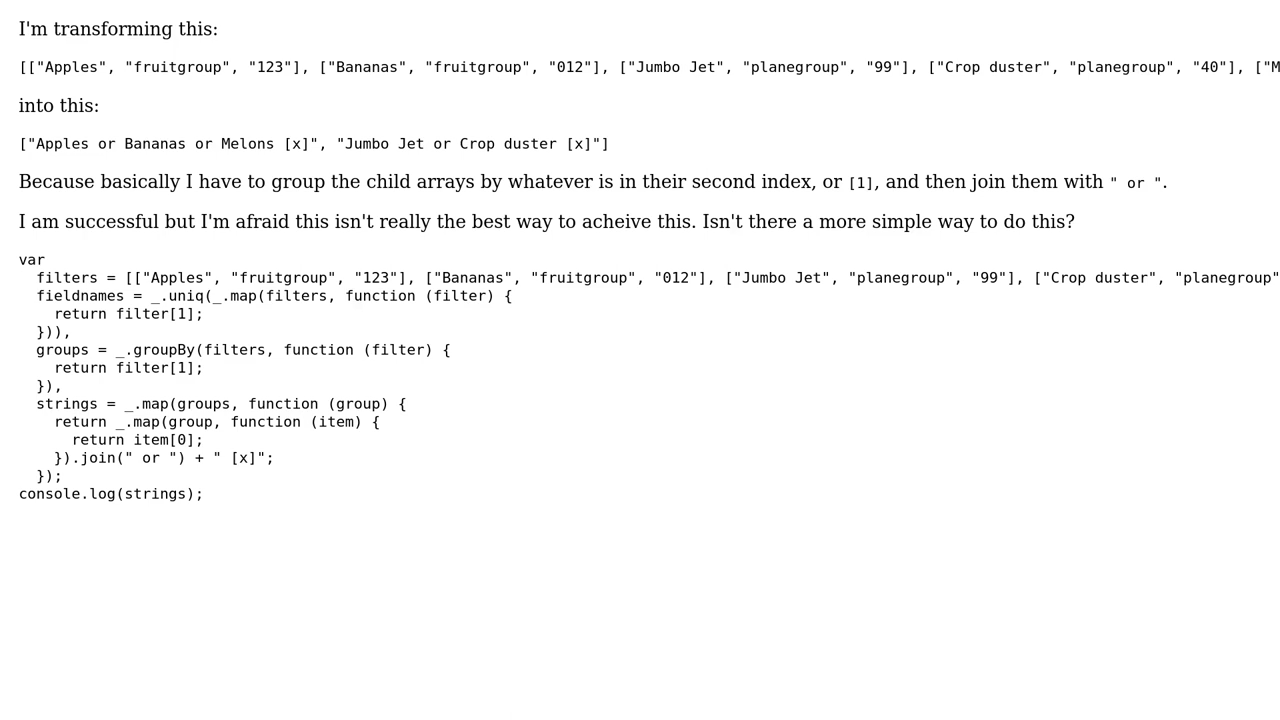 I'm transforming this:
[["Apples", "fruitgroup", "123"], ["Bananas", "fruitgroup", "012"], ["Jumbo Jet", "planegroup", "99"], ["Crop duster", "planegroup", "40"], ["M
into this:
["Apples or Bananas or Melons [x]", "Jumbo Jet or Crop duster [x]"]
Because basically I have to group the child arrays by whatever is in their second index, or [1], and then join them with " or ".
I am successful but I'm afraid this isn't really the best way to acheive this. Isn't there a more simple way to do this?
var
  filters = [["Apples", "fruitgroup", "123"], ["Bananas", "fruitgroup", "012"], ["Jumbo Jet", "planegroup", "99"], ["Crop duster", "planegroup"
  fieldnames = _.uniq(_.map(filters, function (filter) {
    return filter[1];
  })),
  groups = _.groupBy(filters, function (filter) {
    return filter[1];
  }),
  strings = _.map(groups, function (group) {
    return _.map(group, function (item) {
      return item[0];
    }).join(" or ") + " [x]";
  });
console.log(strings);